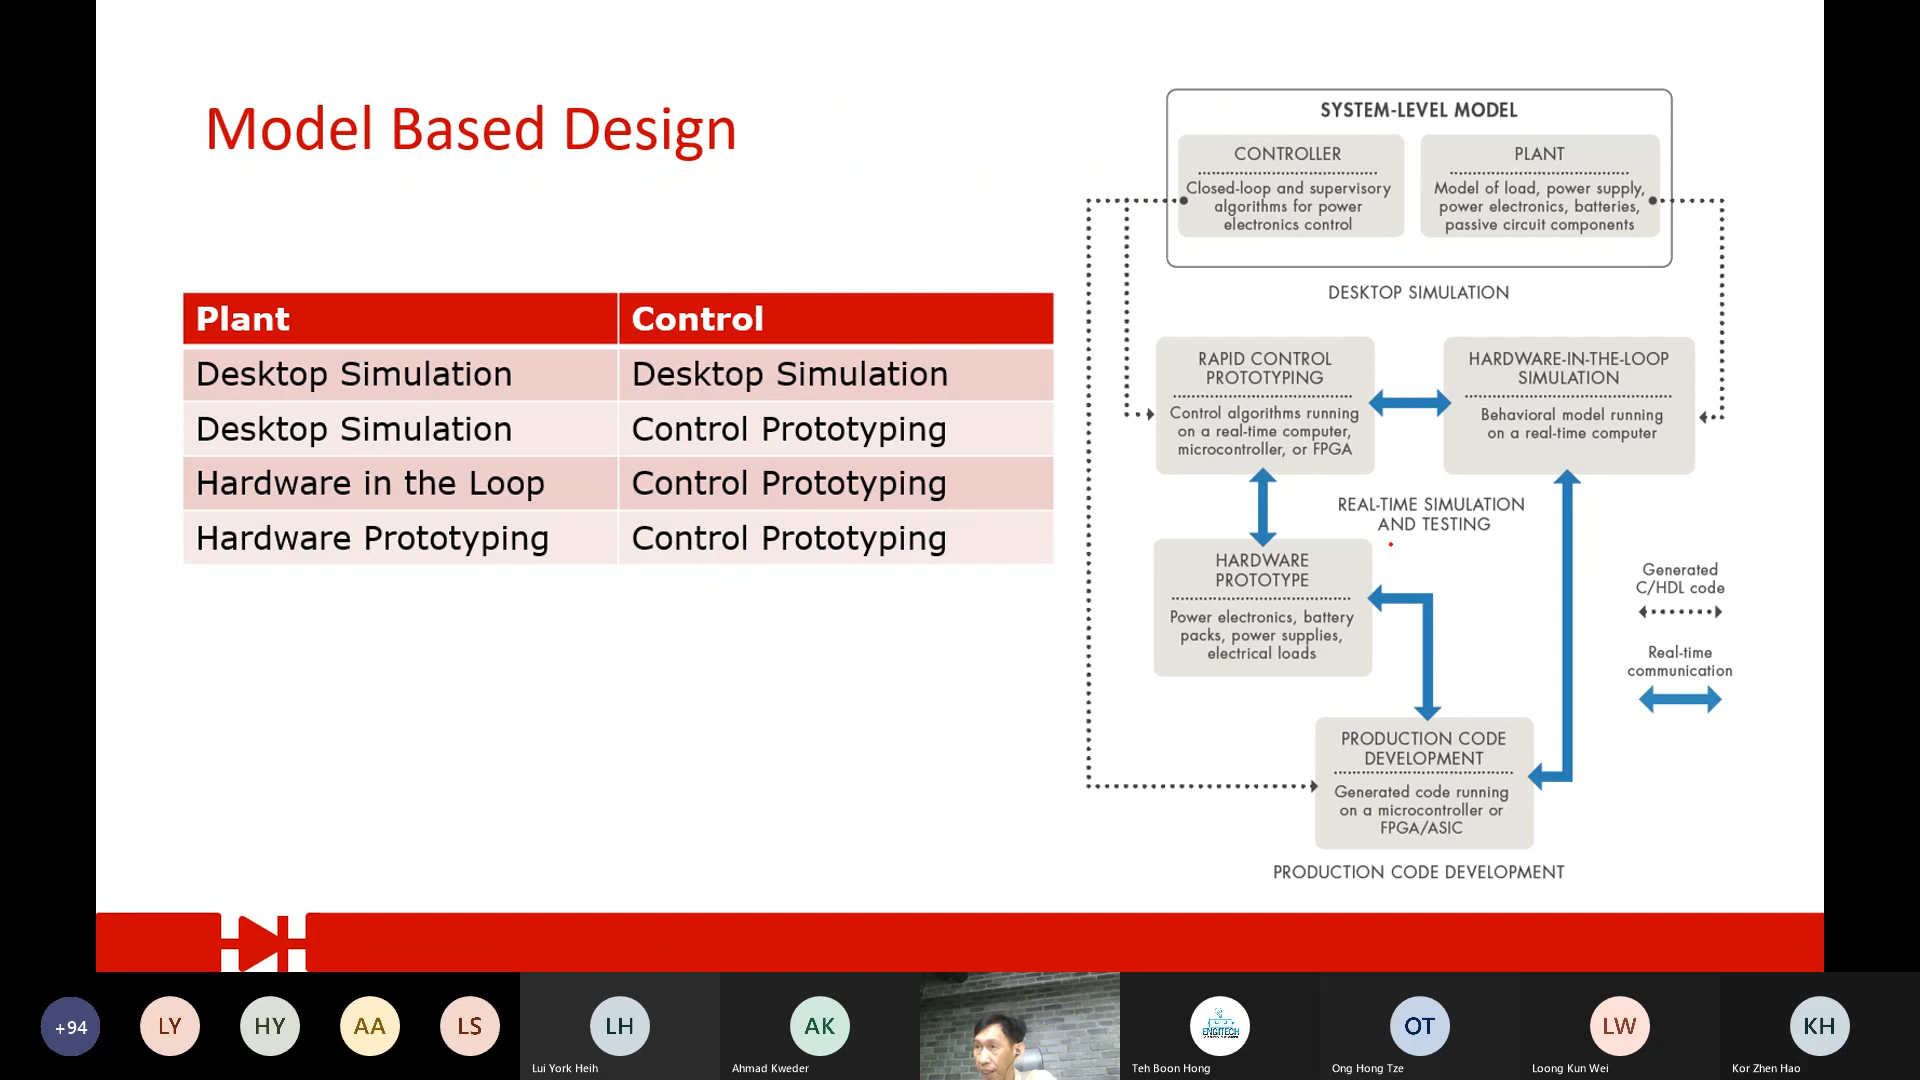 Model Based Design
Plant Control
Desktop Simulation Desktop Simulation
Desktop Simulation Control Prototyping
Hardware in the Loop Control Prototyping
Hardware Prototyping Control Prototyping
SYSTEM-LEVEL MODEL
CONTROLLER
Closed-loop and supervisory
algorithms for power
electronics control
PLANT
Model of load, power supply,
power electronics, batteries,
passive circuit components
DESKTOP SIMULATION
RAPID CONTROL
PROTOTYPING
Control algorithms running
on a real-time computer,
microcontroller, or FPGA
HARDWARE-IN-THE-LOOP
SIMULATION
Behavioral model running
on a real-time computer
REAL-TIME SIMULATION
AND TESTING
HARDWARE
PROTOTYPE
Power electronics, battery
packs, power supplies,
electrical loads
Generated
C/HDL code
Real-time
communication
PRODUCTION CODE
DEVELOPMENT
Generated code running
on a microcontroller or
FPGA/ASIC
PRODUCTION CODE DEVELOPMENT
+94
LY
HY
AA
LS
LH
Lui York Heih
AK
Ahmad Kweder
ENGITECH
Teh Boon Hong
OT
Ong Hong Tze
LW
Loong Kun Wei
KH
Kor Zhen Hao